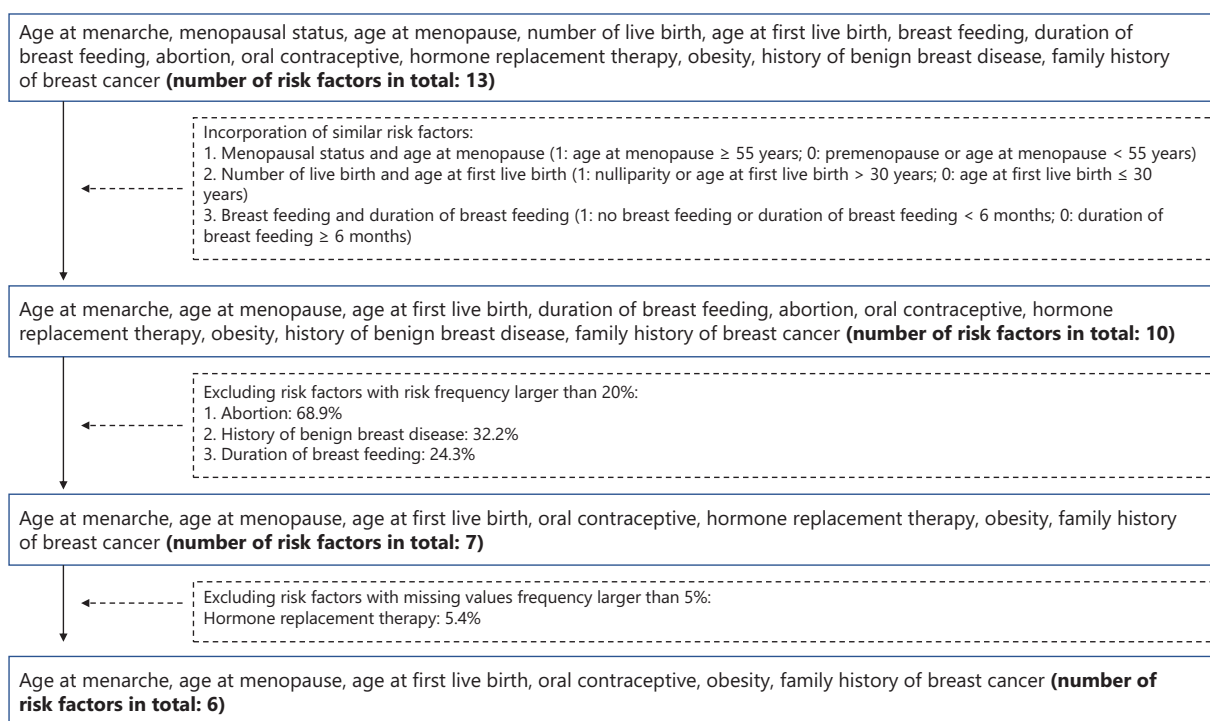 Age at menarche, menopausal status, age at menopause, number of live birth, age at first live birth, breast feeding, duration of
breast feeding, abortion, oral contraceptive, hormone replacement therapy, obesity, history of benign breast disease, family history
of breast cancer (number of risk factors in total: 13)
Incorporation of similar risk factors:
1. Menopausal status and age at menopause (1: age at menopause ≥ 55 years; 0: premenopause or age at menopause < 55 years)
2. Number of live birth and age at first live birth (1: nulliparity or age at first live birth > 30 years; 0: age at first live birth ≤ 30
years)
3. Breast feeding and duration of breast feeding (1: no breast feeding or duration of breast feeding < 6 months; 0: duration of
breast feeding ≥ 6 months)
Age at menarche, age at menopause, age at first live birth, duration of breast feeding, abortion, oral contraceptive, hormone
replacement therapy, obesity, history of benign breast disease, family history of breast cancer (number of risk factors in total: 10)
Excluding risk factors with risk frequency larger than 20%:
1. Abortion: 68.9%
2. History of benign breast disease: 32.2%
3. Duration of breast feeding: 24.3%
Age at menarche, age at menopause, age at first live birth, oral contraceptive, hormone replacement therapy, obesity, family history
of breast cancer (number of risk factors in total: 7)
Excluding risk factors with missing values frequency larger than 5%:
Hormone replacement therapy: 5.4%
Age at menarche, age at menopause, age at first live birth, oral contraceptive, obesity, family history of breast cancer (number of
risk factors in total: 6)